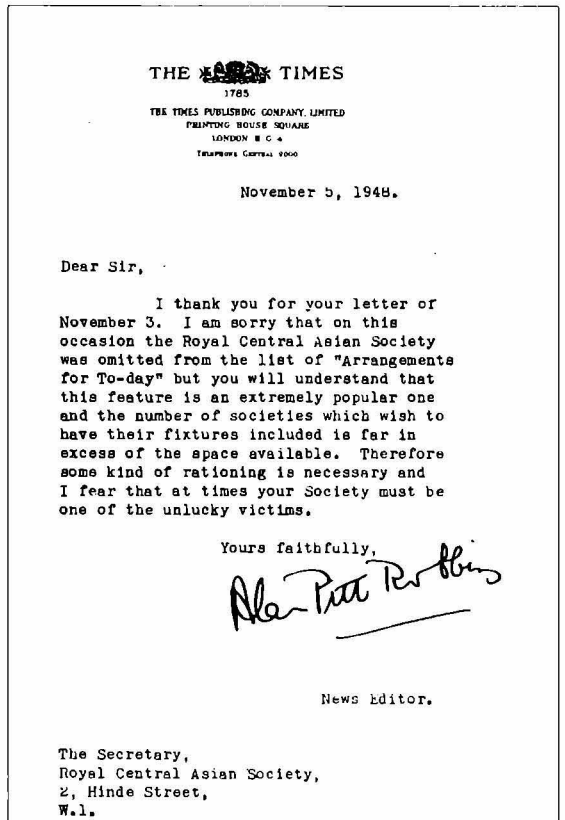 THE TIMES
1785
THE TIMES PUBLISHING COMPANY, LIMITED
PRINTING HOUSE SQUARE
LONDON E C 4
TELEPHONE CENTRAL 2000
November 5, 1948.
Dear Sir,
I thank you for your letter of
November 3. I am sorry that on this
occasion the Royal Central Asian Society
was omitted from the list of "Arrangements
for To-day" but you will understand that
this feature is an extremely popular one
and the number of societies which wish to
have their fixtures included is far in
excess of the space available. Therefore
some kind of rationing is necessary and
I fear that at times your Society must be
one of the unlucky victims.
Yours faithfully,
Alan Pitt Robbins
News Editor.
The Secretary,
Royal Central Asian Society,
2, Hinde Street,
W.1.